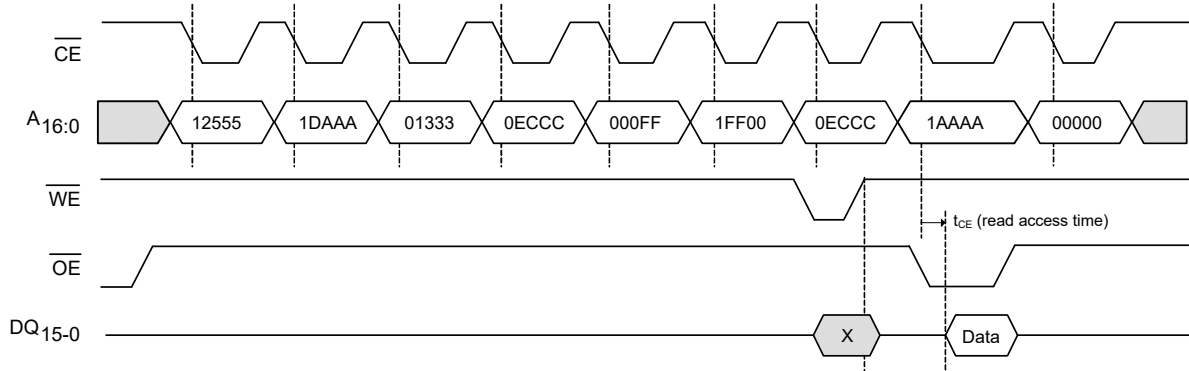 CE
A16:0 12555 1DAAA 01333 0ECCC 000FF 1FF00 0ECCC 1AAAA 00000
WE
tCE (read access time)
OE
DQ15-0 X Data